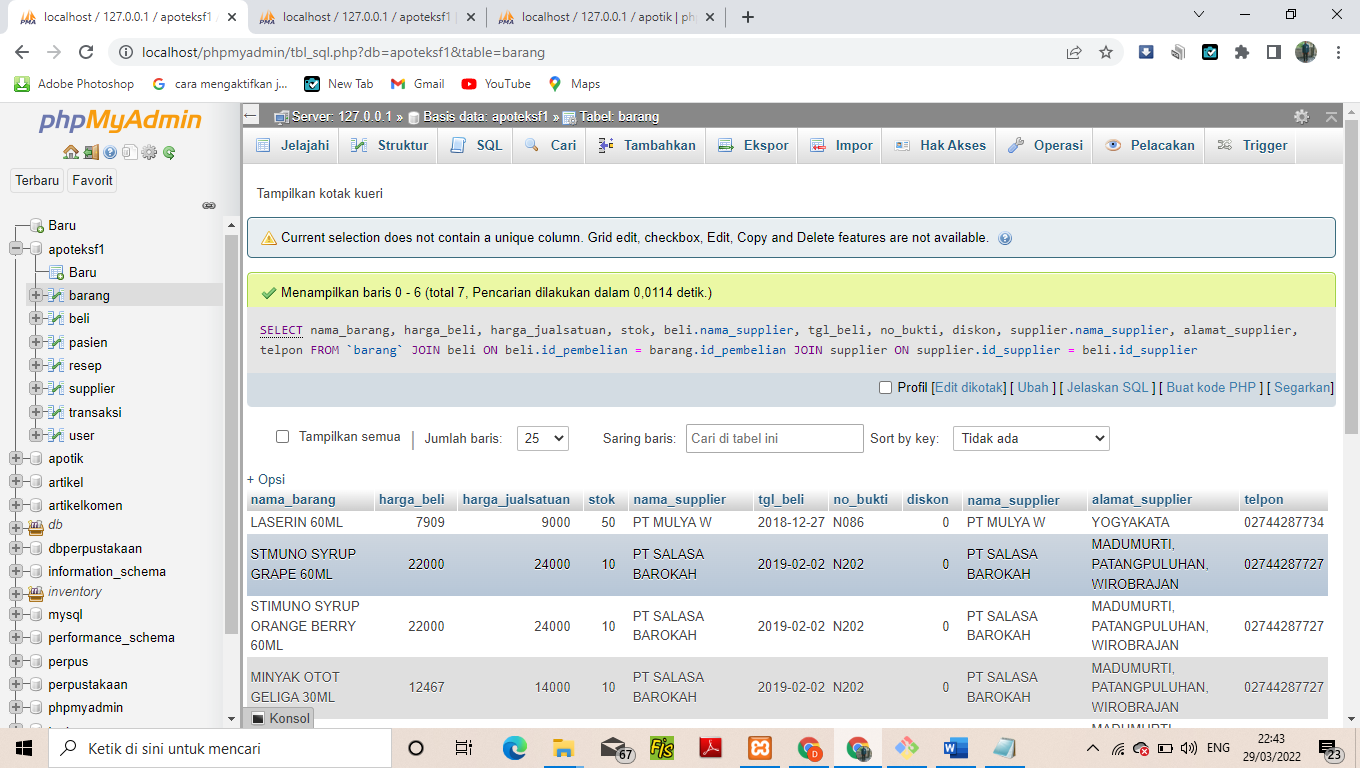 localhost / 127.0.0.1 / apoteksf1
localhost / 127.0.0.1 / apoteksf1 |
localhost / 127.0.0.1 / apotik | ph
localhost/phpmyadmin/tbl_sql.php?db=apoteksf1&table=barang
Adobe Photoshop
cara mengaktifkan j...
New Tab
Gmail
YouTube
Maps
phpMyAdmin
Terbaru
Favorit
Baru
apoteksf1
Baru
barang
beli
pasien
resep
supplier
transaksi
user
apotik
artikel
artikelkomen
db
dbperpustakaan
information_schema
inventory
mysql
performance_schema
perpus
perpustakaan
phpmyadmin
Server: 127.0.0.1 » Basis data: apoteksf1 » Tabel: barang
Jelajahi Struktur SQL Cari Tambahkan Ekspor Impor Hak Akses Operasi Pelacakan Trigger
Tampilkan kotak kueri
Current selection does not contain a unique column. Grid edit, checkbox, Edit, Copy and Delete features are not available.
Menampilkan baris 0 - 6 (total 7, Pencarian dilakukan dalam 0,0114 detik.)
SELECT nama_barang, harga_beli, harga_jualsatuan, stok, beli.nama_supplier, tgl_beli, no_bukti, diskon, supplier.nama_supplier, alamat_supplier,
telpon FROM `barang` JOIN beli ON beli.id_pembelian = barang.id_pembelian JOIN supplier ON supplier.id_supplier = beli.id_supplier
Profil [Edit dikotak] [ Ubah ] [ Jelaskan SQL ] [ Buat kode PHP ] [ Segarkan]
Tampilkan semua | Jumlah baris: 25 Saring baris: Cari di tabel ini Sort by key: Tidak ada
+ Opsi
nama_barang harga_beli harga_jualsatuan stok nama_supplier tgl_beli no_bukti diskon nama_supplier alamat_supplier telpon
LASERIN 60ML 7909 9000 50 PT MULYA W 2018-12-27 N086 0 PT MULYA W YOGYAKATA 02744287734
STMUNO SYRUP PT SALASA PT SALASA MADUMURTI,
GRAPE 60ML 22000 24000 10 BAROKAH 2019-02-02 N202 0 BAROKAH PATANGPULUHAN, 02744287727
WIROBRAJAN
STIMUNO SYRUP PT SALASA PT SALASA MADUMURTI,
ORANGE BERRY 22000 24000 10 BAROKAH 2019-02-02 N202 0 BAROKAH PATANGPULUHAN, 02744287727
60ML WIROBRAJAN
MINYAK OTOT PT SALASA PT SALASA MADUMURTI,
GELIGA 30ML 12467 14000 10 BAROKAH 2019-02-02 N202 0 BAROKAH PATANGPULUHAN, 02744287727
WIROBRAJAN
MADUMURTI,
Konsol
Ketik di sini untuk mencari
67
Fis
D
ENG
22:43
29/03/2022
23